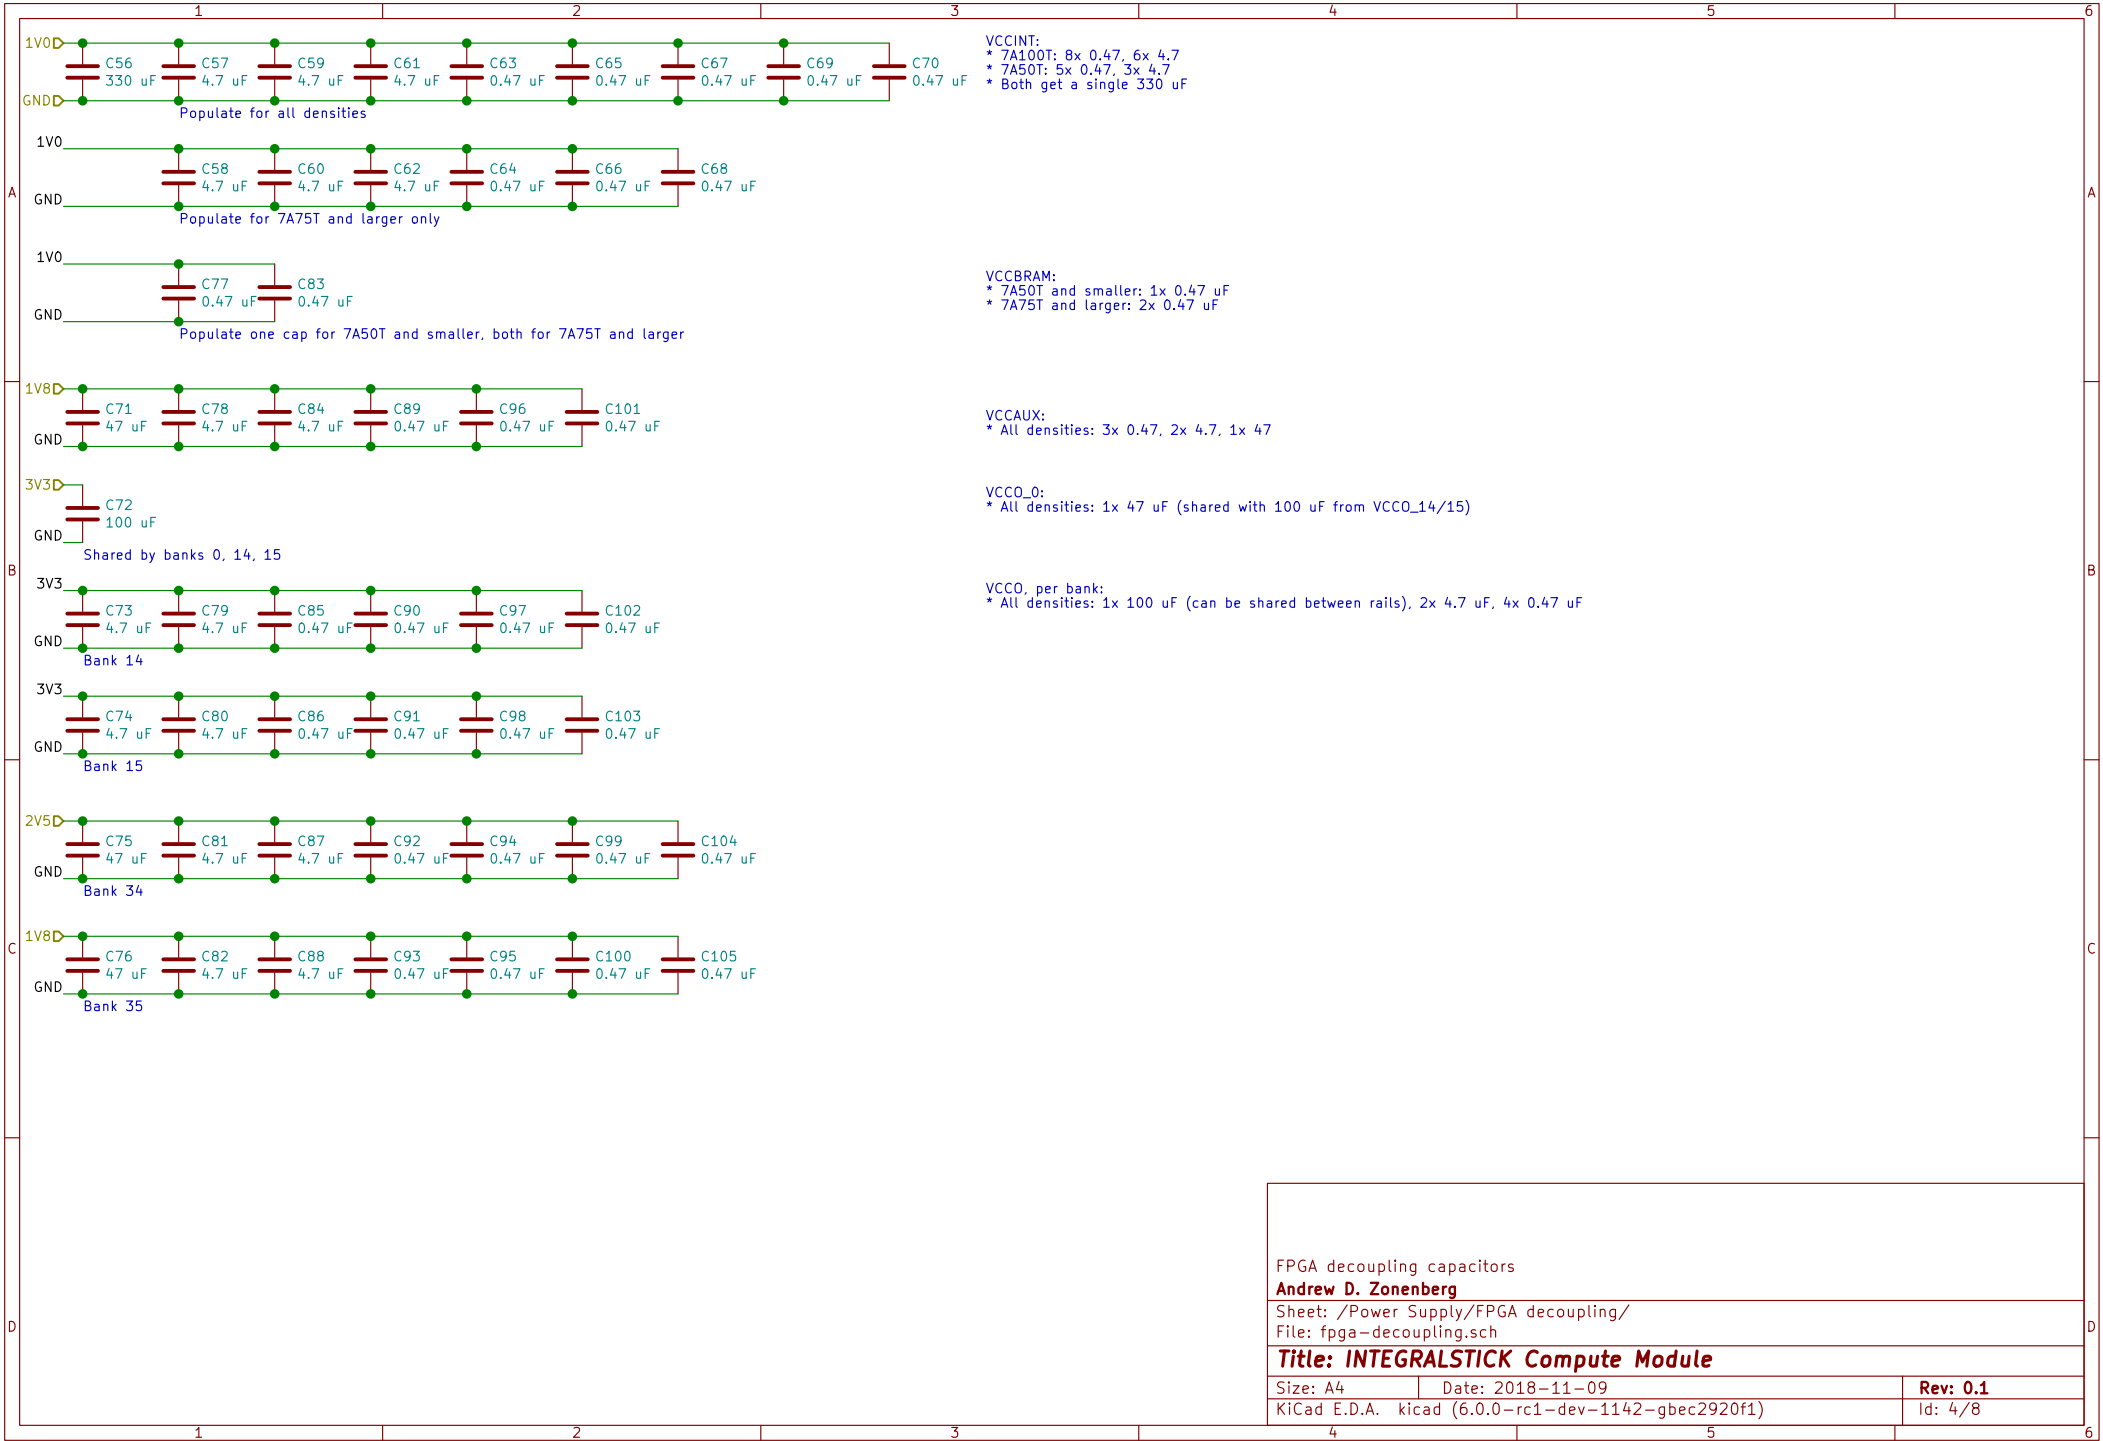 1 2 3 4 5 6
1V0
C56 C57 C59 C61 C63 C65 C67 C69 C70
330 uF 4.7 uF 4.7 uF 4.7 uF 0.47 uF 0.47 uF 0.47 uF 0.47 uF 0.47 uF
GND
Populate for all densities
VCCINT:
* 7A100T: 8x 0.47, 6x 4.7
* 7A50T: 5x 0.47, 3x 4.7
* Both get a single 330 uF
1V0
C58 C60 C62 C64 C66 C68
4.7 uF 4.7 uF 4.7 uF 0.47 uF 0.47 uF 0.47 uF
GND
Populate for 7A75T and larger only
A A
1V0
C77 C83
0.47 uF 0.47 uF
GND
Populate one cap for 7A50T and smaller, both for 7A75T and larger
VCCBRAM:
* 7A50T and smaller: 1x 0.47 uF
* 7A75T and larger: 2x 0.47 uF
1V8
C71 C78 C84 C89 C96 C101
47 uF 4.7 uF 4.7 uF 0.47 uF 0.47 uF 0.47 uF
GND
VCCAUX:
* All densities: 3x 0.47, 2x 4.7, 1x 47
3V3
C72
100 uF
GND
Shared by banks 0, 14, 15
VCCO_0:
* All densities: 1x 47 uF (shared with 100 uF from VCCO_14/15)
B B
3V3
C73 C79 C85 C90 C97 C102
4.7 uF 4.7 uF 0.47 uF 0.47 uF 0.47 uF 0.47 uF
GND
Bank 14
VCCO, per bank:
* All densities: 1x 100 uF (can be shared between rails), 2x 4.7 uF, 4x 0.47 uF
3V3
C74 C80 C86 C91 C98 C103
4.7 uF 4.7 uF 0.47 uF 0.47 uF 0.47 uF 0.47 uF
GND
Bank 15
2V5
C75 C81 C87 C92 C94 C99 C104
47 uF 4.7 uF 4.7 uF 0.47 uF 0.47 uF 0.47 uF 0.47 uF
GND
Bank 34
1V8
C C
C76 C82 C88 C93 C95 C100 C105
47 uF 4.7 uF 4.7 uF 0.47 uF 0.47 uF 0.47 uF 0.47 uF
GND
Bank 35
FPGA decoupling capacitors
Andrew D. Zonenberg
D D
Sheet: /Power Supply/FPGA decoupling/
File: fpga-decoupling.sch
Title: INTEGRALSTICK Compute Module
Size: A4 Date: 2018-11-09 Rev: 0.1
KiCad E.D.A. kicad (6.0.0-rc1-dev-1142-gbec2920f1) Id: 4/8
1 2 3 4 5 6